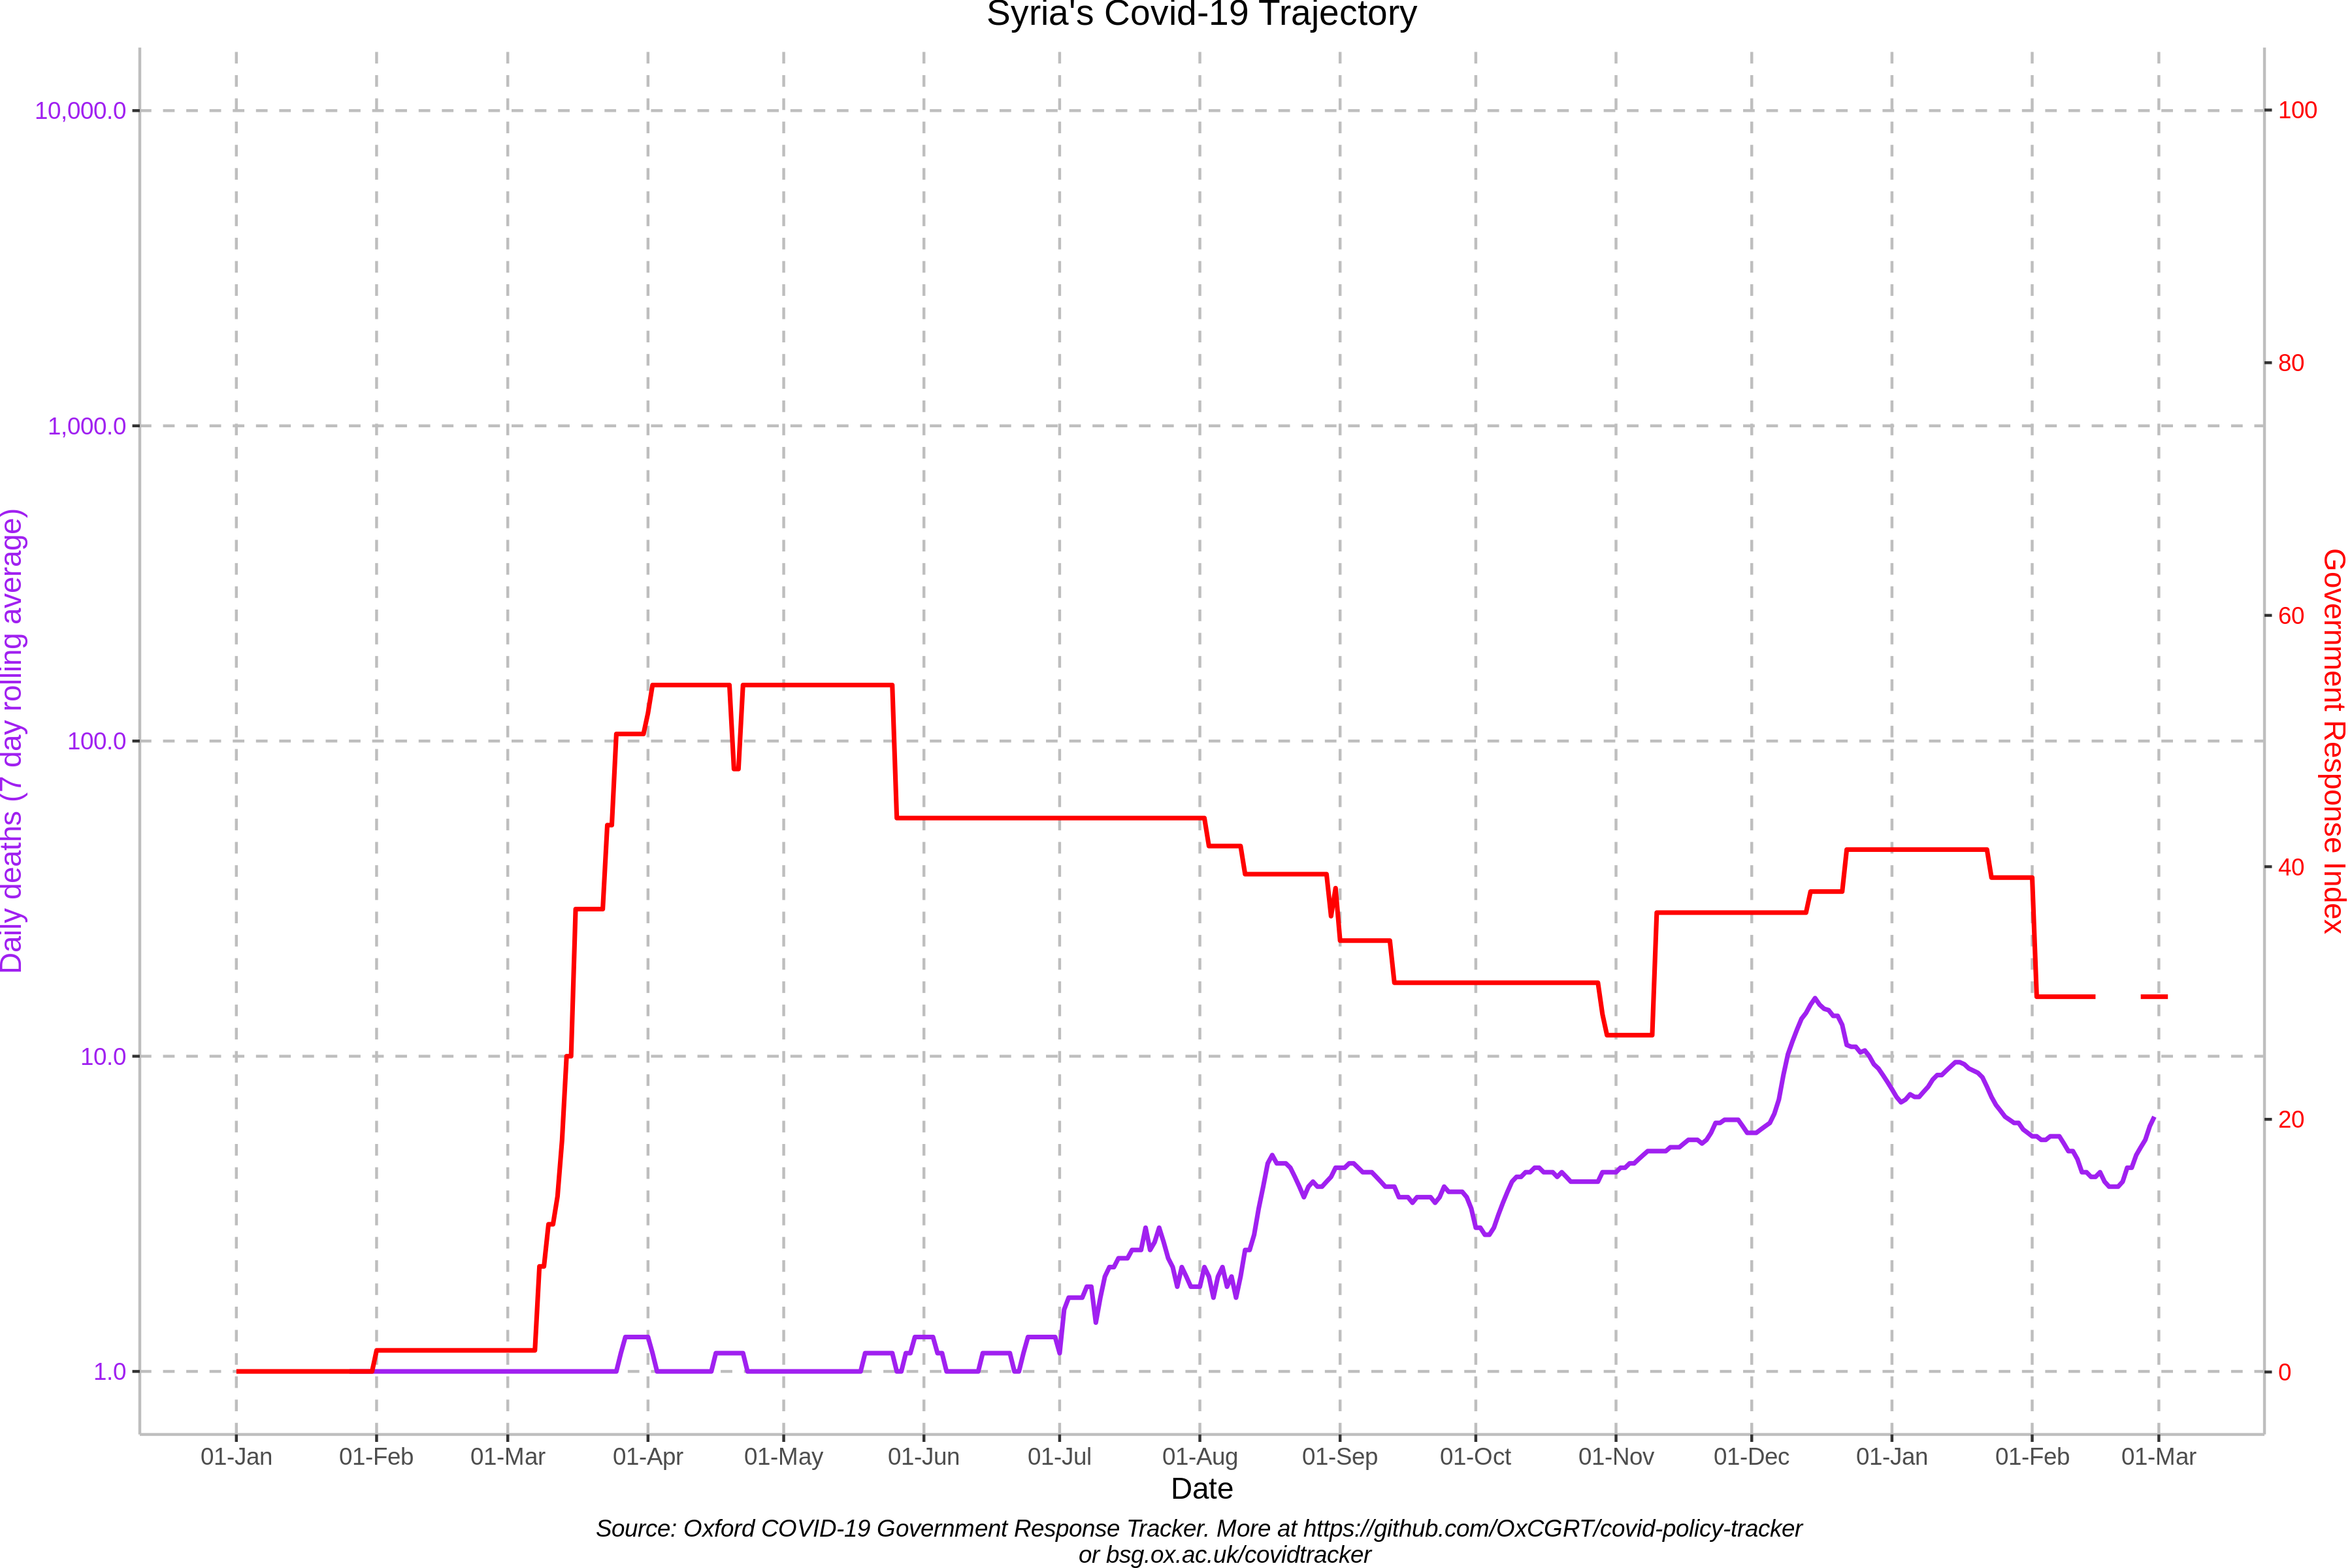 Syria's Covid-19 Trajectory
10,000.0
1,000.0
100.0
10.0
1.0
Daily deaths (7 day rolling average)
100
80
60
40
20
0
Government Response Index
01-Jan 01-Feb 01-Mar 01-Apr 01-May 01-Jun 01-Jul 01-Aug 01-Sep 01-Oct 01-Nov 01-Dec 01-Jan 01-Feb 01-Mar
Date
Source: Oxford COVID-19 Government Response Tracker. More at https://github.com/OxCGRT/covid-policy-tracker
or bsg.ox.ac.uk/covidtracker